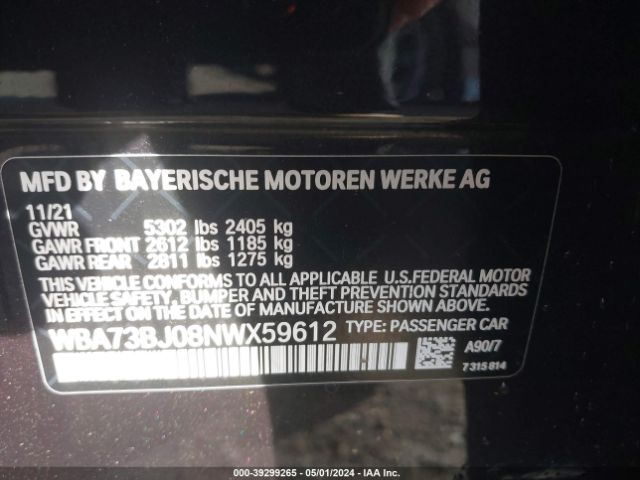 MFD BY BAYERISCHE MOTOREN WERKE AG
11/21
GVWR 5302 lbs 2405 kg
GAWR FRONT 2612 lbs 1185 kg
GAWR REAR 2811 lbs 1275 kg
THIS VEHICLE CONFORMS TO ALL APPLICABLE U.S.FEDERAL MOTOR
VEHICLE SAFETY, BUMPER, AND THEFT PREVENTION STANDARDS
IN EFFECT ON THE DATE OF MANUFACTURE SHOWN ABOVE.
WBA73BJ08NWX59612 TYPE: PASSENGER CAR
A90/7
7315814
000-39299265 - 05/01/2024 - IAA Inc.